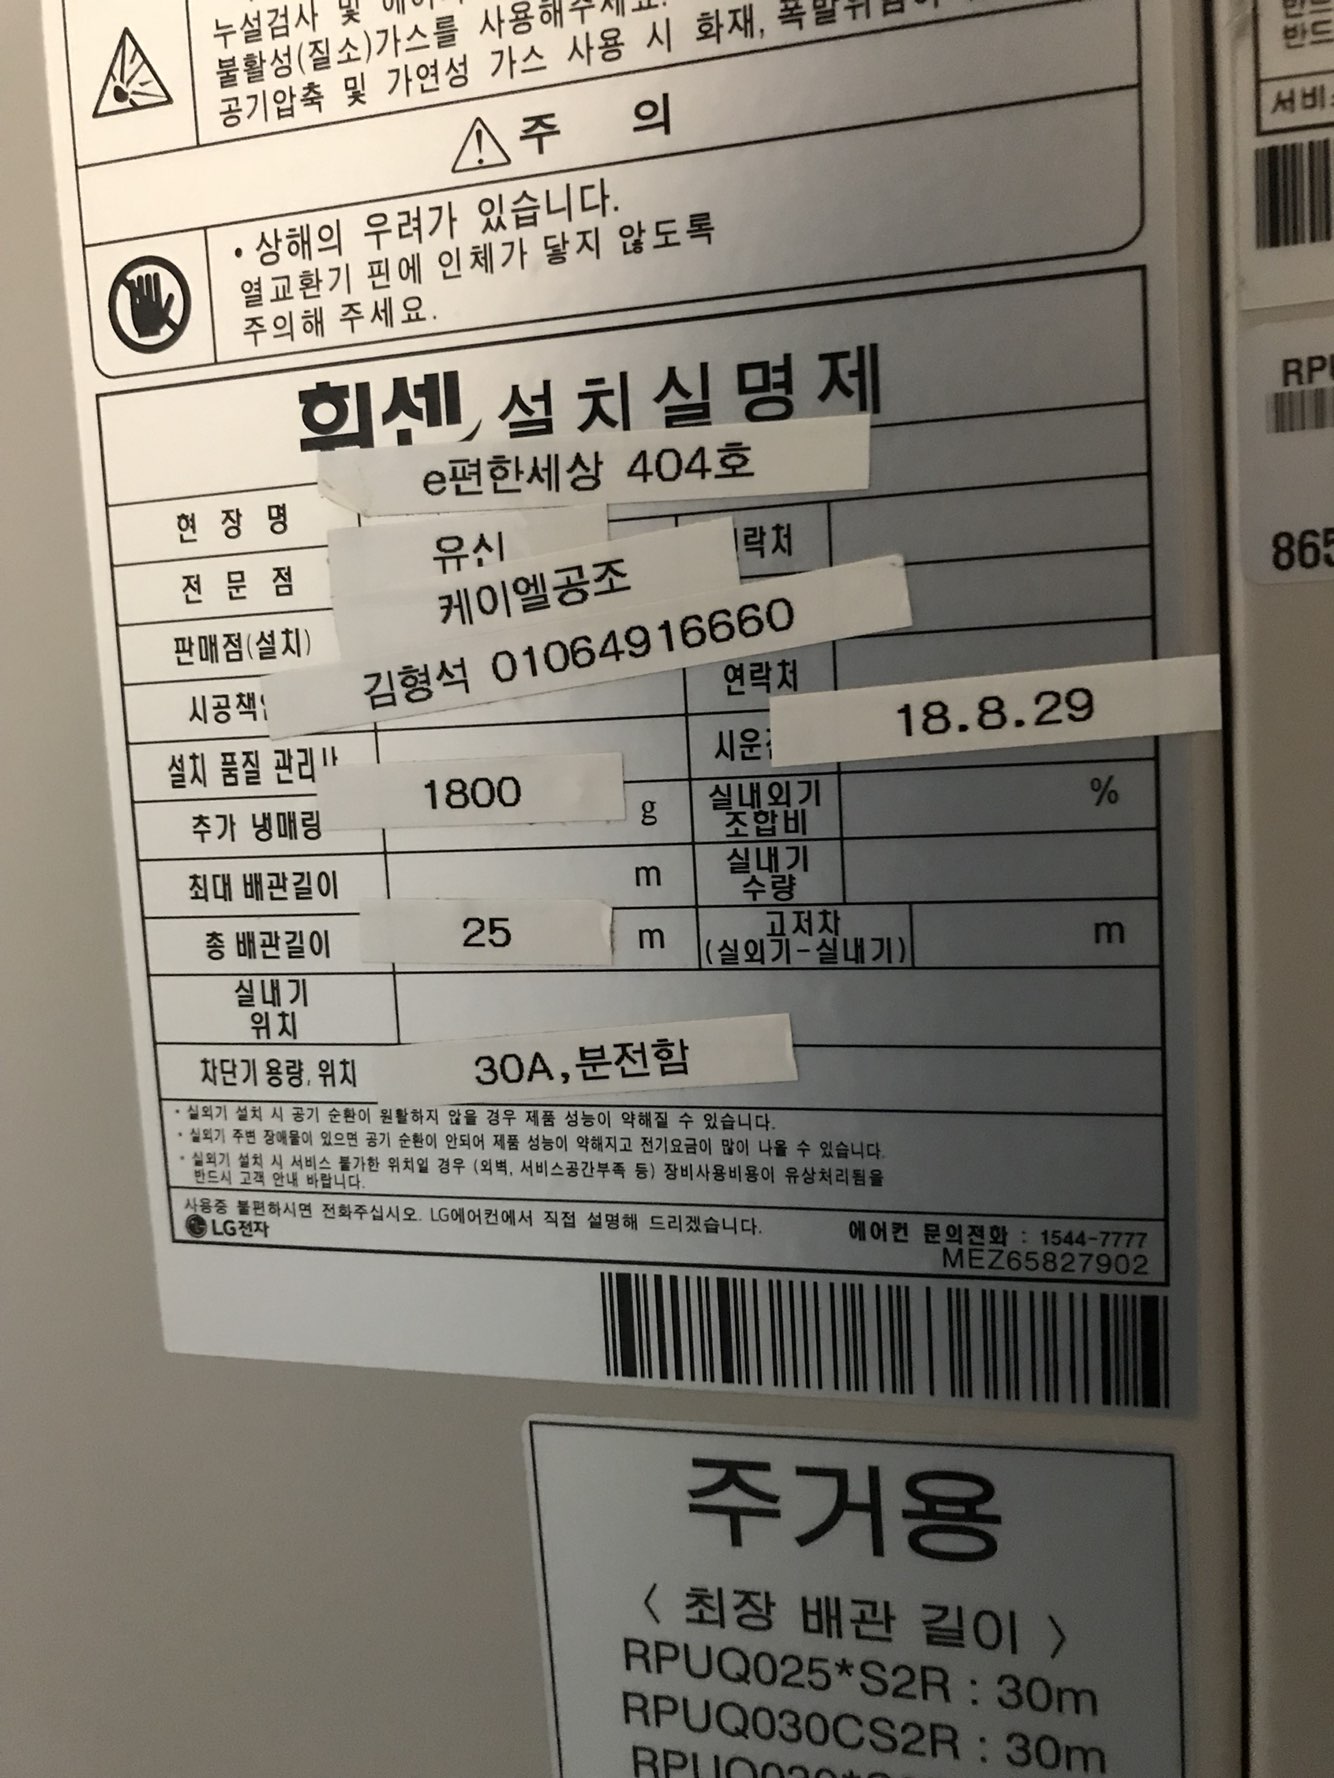 누설검사 및
불활성(질소)가스를 사용해주세요.
공기압축 및 가연성 가스 사용 시 화재, 폭발위험이
주 의
• 상해의 우려가 있습니다.
열교환기 핀에 인체가 닿지 않도록
주의해 주세요.
휘센 설치실명제
e편한세상 404호
현 장 명
유신
락처
전 문 점
케이엘공조
판매점(설치)
김형석 01064916660
연락처
시공책
18.8.29
시운
설치 품질 관리
1800 g
추가 냉매량
실내외기 %
조합비
최대 배관길이 m
실내기
수량
총 배관길이 25 m
고저차 m
(실외기-실내기)
실내기
위치
차단기 용량, 위치 30A,분전함
• 실외기 설치 시 공기 순환이 원활하지 않을 경우 제품 성능이 약해질 수 있습니다.
• 실외기 주변 장애물이 있으면 공기 순환이 안되어 제품 성능이 약해지고 전기요금이 많이 나올 수 있습니다.
• 실외기 설치 시 서비스 불가한 위치일 경우 (외벽, 서비스공간부족 등) 장비사용비용이 유상처리됨을
반드시 고객 안내 바랍니다.
사용중 불편하시면 전화주십시오. LG에어컨에서 직접 설명해 드리겠습니다.
에어컨 문의전화 : 1544-7777
LG전자
MEZ65827902
주거용
〈 최장 배관 길이 〉
RPUQ025*S2R : 30m
RPUQ030CS2R : 30m
반드
서비
RP
865